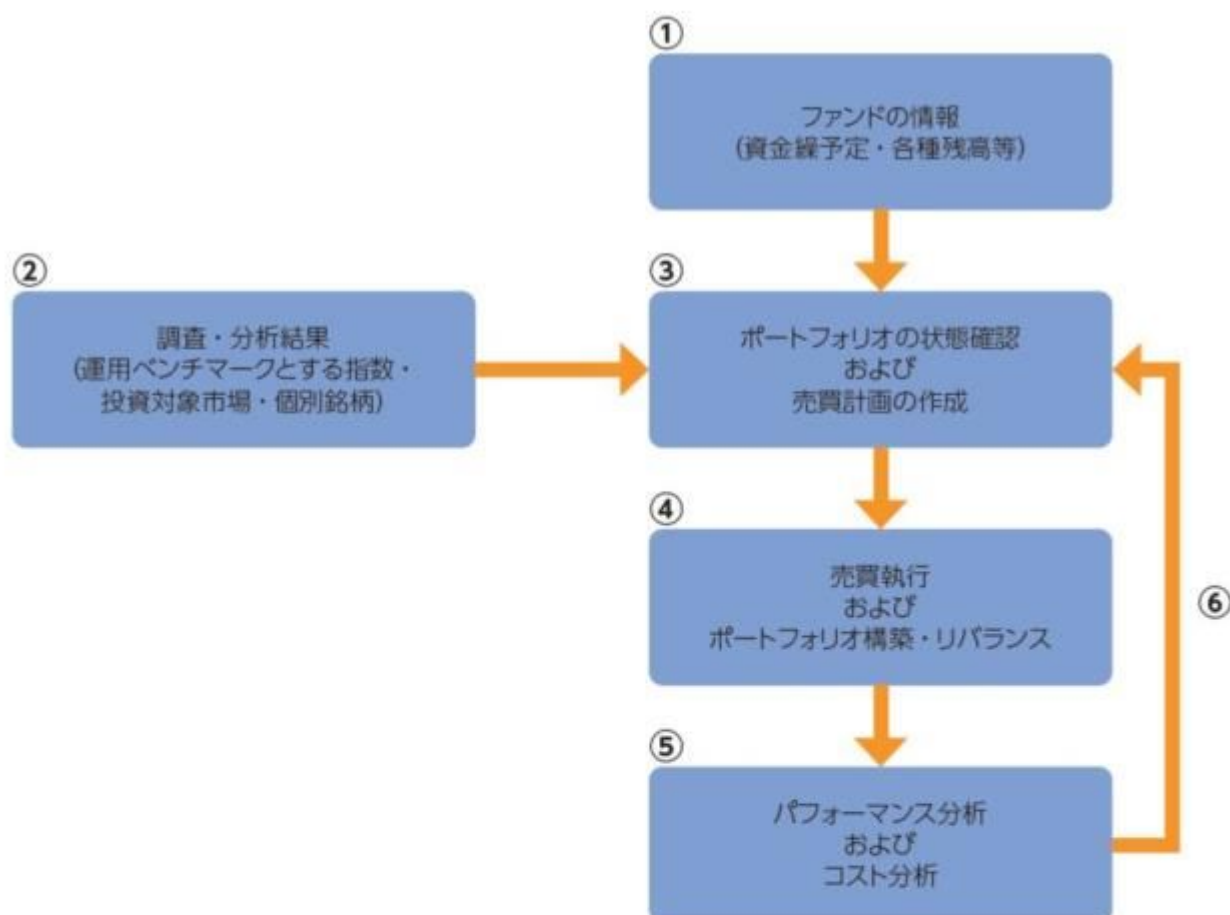 ①
ファンドの情報
(資金繰予定・各種残高等)
②
調査・分析結果
(運用ベンチマークとする指数・
投資対象市場・個別銘柄)
③
ポートフォリオの状態確認
および
売買計画の作成
④
売買執行
および
ポートフォリオ構築・リバランス
⑤
パフォーマンス分析
および
コスト分析
⑥